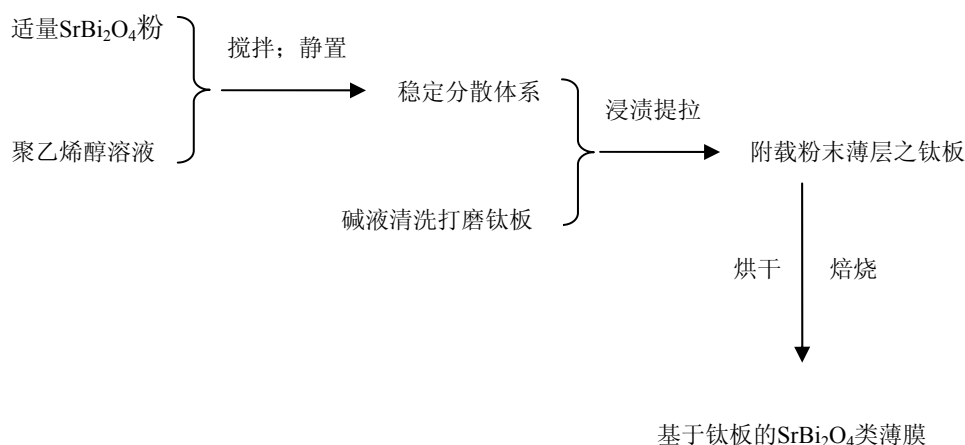 适量SrBi₂O₄粉
搅拌；静置
稳定分散体系
聚乙烯醇溶液
浸渍提拉
附载粉末薄层之钛板
碱液清洗打磨钛板
烘干
焙烧
基于钛板的SrBi₂O₄类薄膜